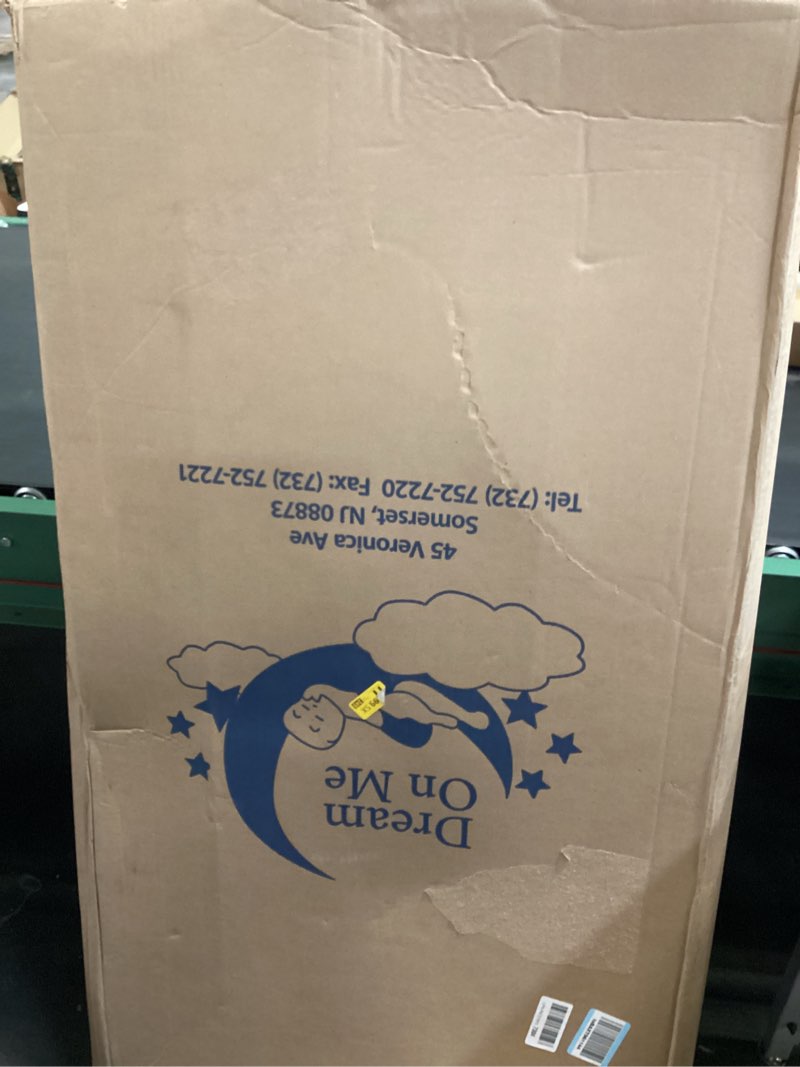 Dream
On Me
45 Veronica Ave
Somerset, NJ 08873
Tel: (732) 752-7220 Fax: (732) 752-7221